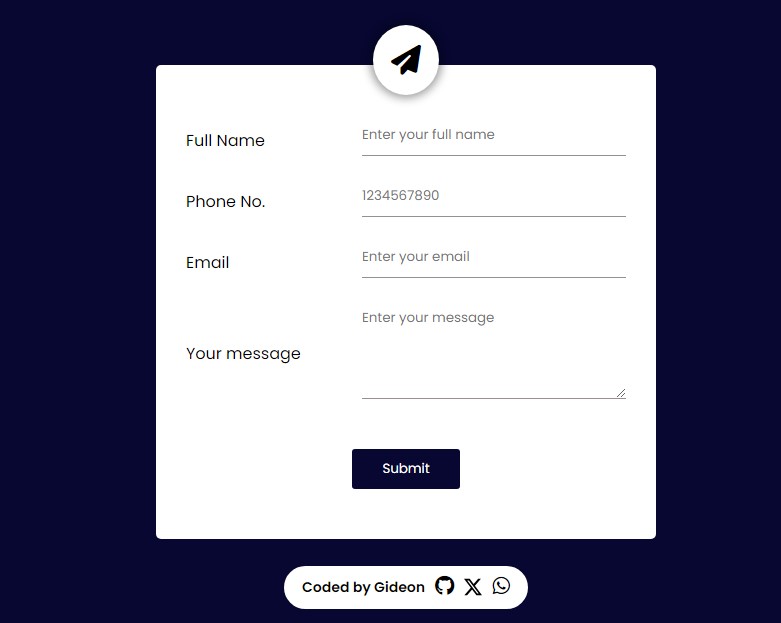 Full Name
Enter your full name
Phone No.
1234567890
Email
Enter your email
Enter your message
Your message
Submit
Coded by Gideon